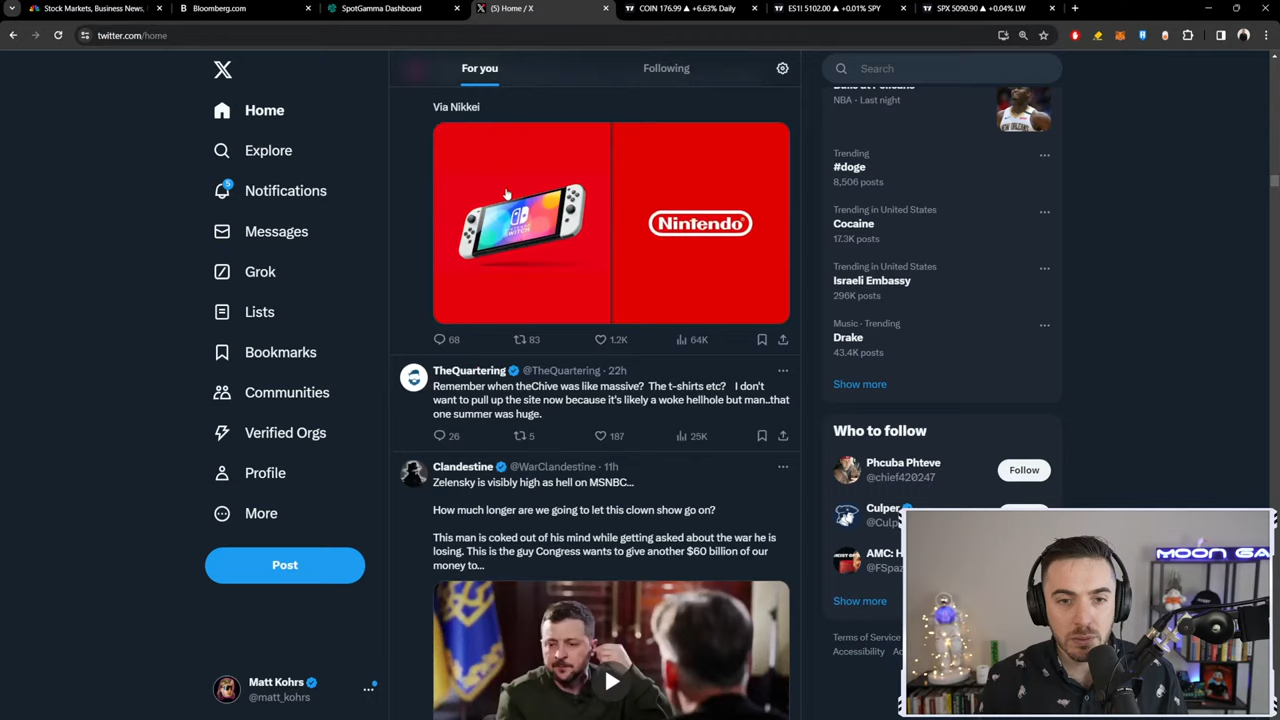 Stock Markets, Business News,
Bloomberg.com
SpotGamma Dashboard
(5) Home / X
COIN 176.99 ▲ +6.63% Daily
ES1! 5102.00 ▲ +0.01% SPY
SPX 5090.90 ▲ +0.04% LW
twitter.com/home
For you
Following
Search
Home
Explore
5
Notifications
Messages
Grok
Lists
Bookmarks
Communities
Verified Orgs
Profile
More
Post
Matt Kohrs
@matt_kohrs
Via Nikkei
SWITCH
Nintendo
68
83
1.2K
64K
TheQuartering @TheQuartering · 22h
Remember when theChive was like massive? The t-shirts etc? I don't
want to pull up the site now because it's likely a woke hellhole but man..that
one summer was huge.
26
5
187
25K
Clandestine @WarClandestine · 11h
Zelensky is visibly high as hell on MSNBC…
How much longer are we going to let this clown show go on?
This man is coked out of his mind while getting asked about the war he is
losing. This is the guy Congress wants to give another $60 billion of our
money to…
NBA · Last night
Trending
#doge
8,506 posts
Trending in United States
Cocaine
17.3K posts
Trending in United States
Israeli Embassy
296K posts
Music · Trending
Drake
43.4K posts
Show more
Who to follow
Phcuba Phteve
@chief420247
Follow
Culper
@Culp
AMC: H
@FSpaz
Show more
Terms of Service
Accessibility
MOON GA